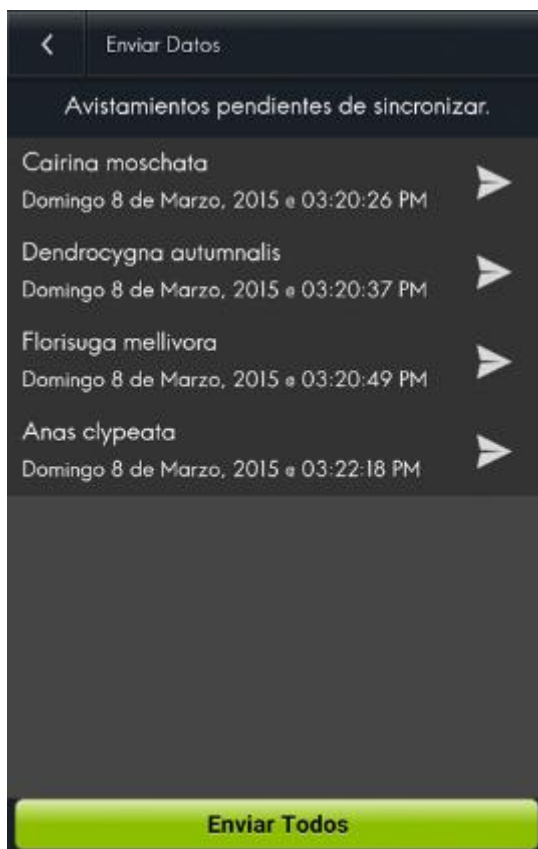 Enviar Datos
Avistamientos pendientes de sincronizar.
Cairina moschata
Domingo 8 de Marzo, 2015 @ 03:20:26 PM
Dendrocygna autumnalis
Domingo 8 de Marzo, 2015 @ 03:20:37 PM
Florisuga mellivora
Domingo 8 de Marzo, 2015 @ 03:20:49 PM
Anas clypeata
Domingo 8 de Marzo, 2015 @ 03:22:18 PM
Enviar Todos